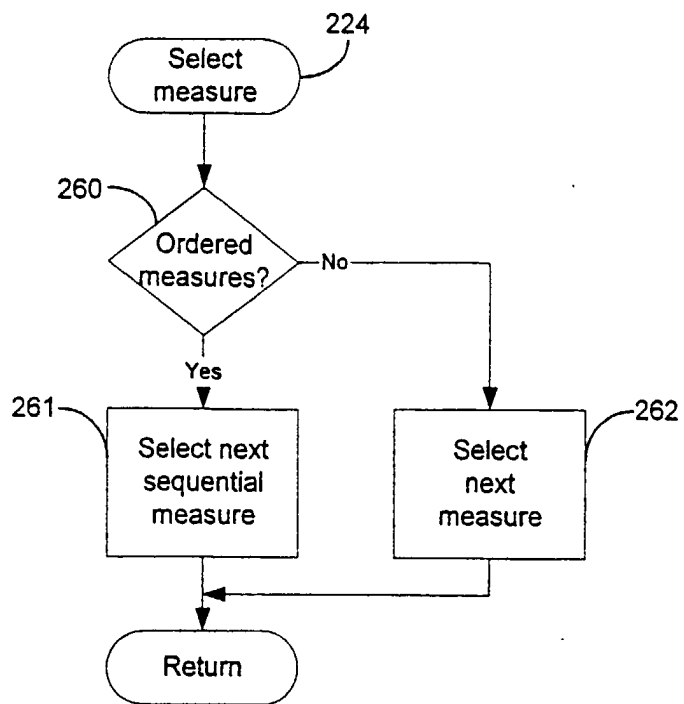 224
Select
measure
260
Ordered
measures?
No
Yes
261
Select next
sequential
measure
262
Select
next
measure
Return